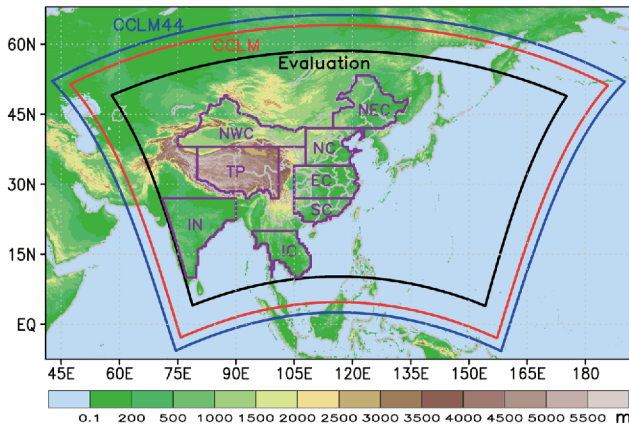 60N
CCLM44
CCLM
Evaluation
45N
NEC
NWC
NC
30N
TP
EC
SC
IN
IC
15N
EQ
45E 60E 75E 90E 105E 120E 135E 150E 165E 180
0.1 200 500 1000 1500 2000 2500 3000 3500 4000 4500 5000 5500 m